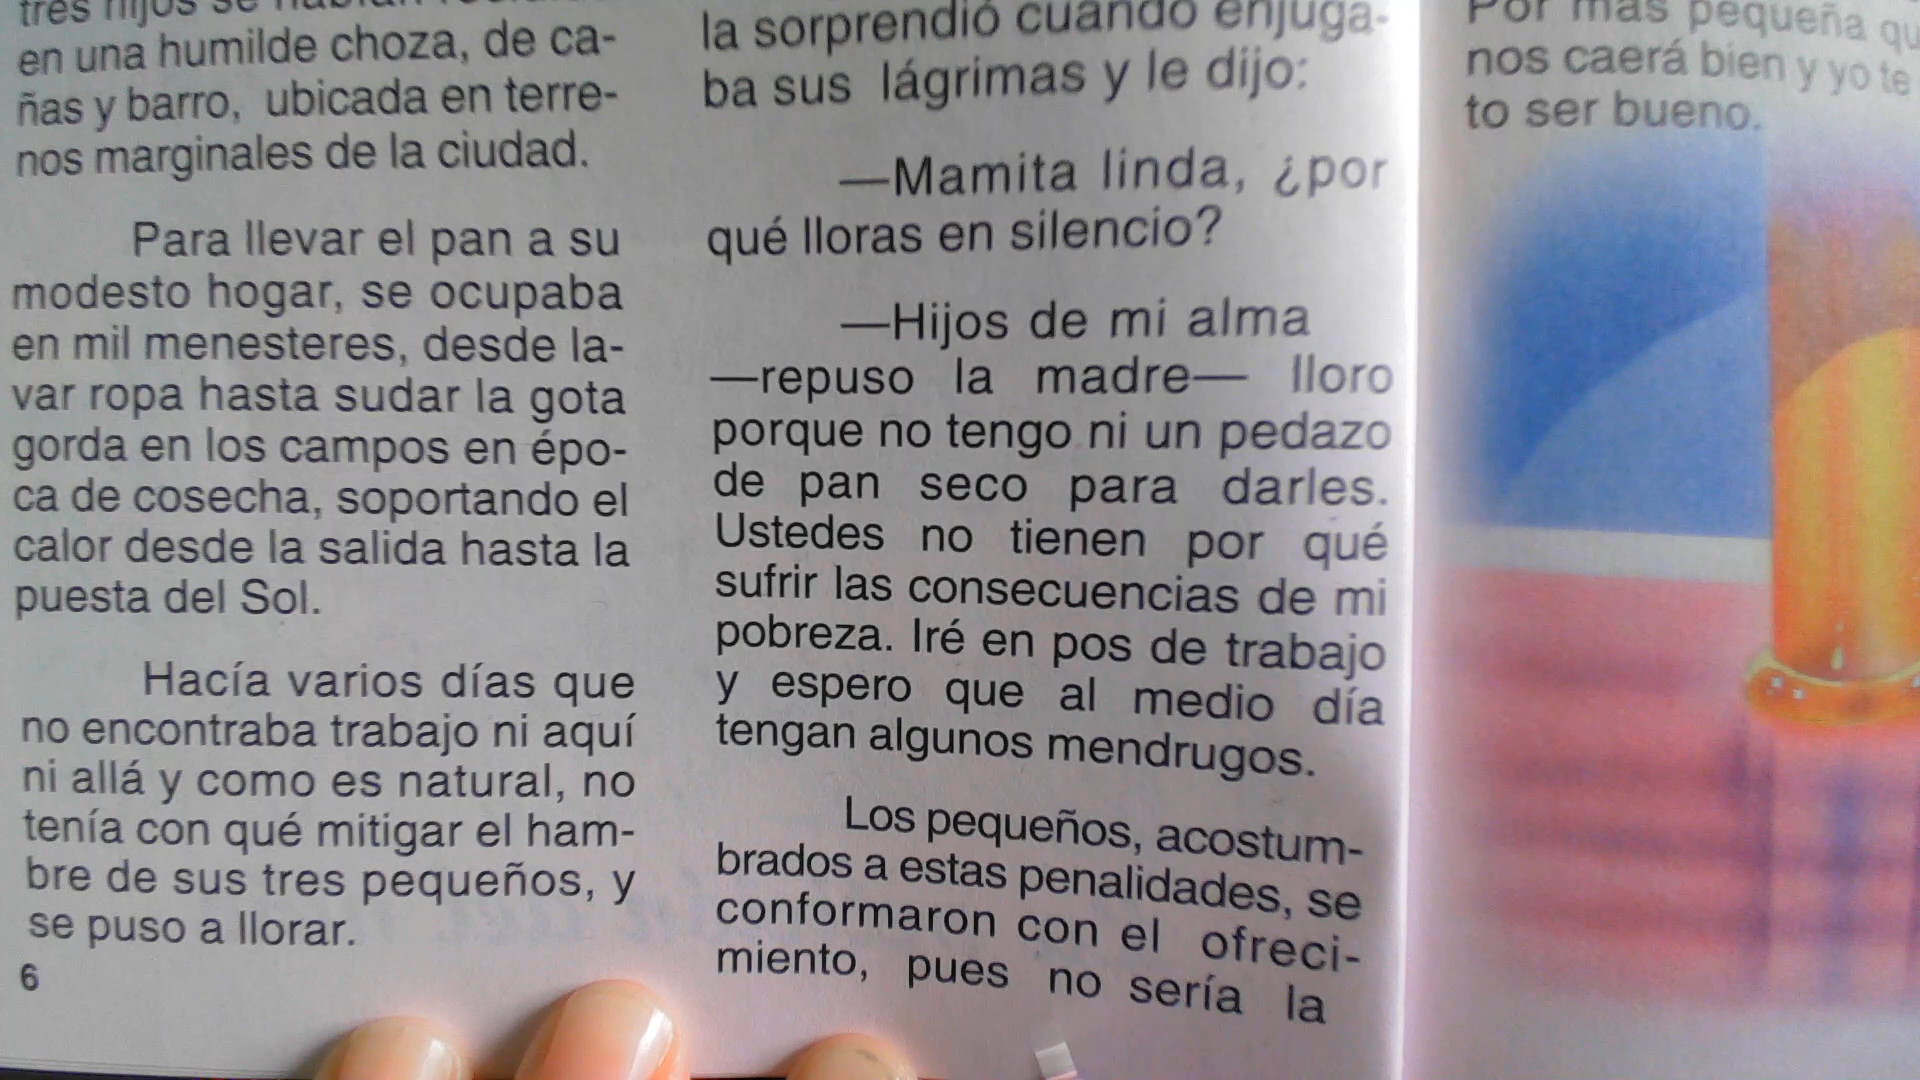 tres hijos se
en una humilde choza, de ca-
ñas y barro, ubicada en terre-
nos marginales de la ciudad.
Para llevar el pan a su
modesto hogar, se ocupaba
en mil menesteres, desde la-
var ropa hasta sudar la gota
gorda en los campos en épo-
ca de cosecha, soportando el
calor desde la salida hasta la
puesta del Sol.
Hacía varios días que
no encontraba trabajo ni aquí
ni allá y como es natural, no
tenía con qué mitigar el ham-
bre de sus tres pequeños, y
se puso a llorar.
6
la sorprendió cuando enjuga-
ba sus lágrimas y le dijo:
—Mamita linda, ¿por
qué lloras en silencio?
—Hijos de mi alma
—repuso la madre— lloro
porque no tengo ni un pedazo
de pan seco para darles.
Ustedes no tienen por qué
sufrir las consecuencias de mi
pobreza. Iré en pos de trabajo
y espero que al medio día
tengan algunos mendrugos.
Los pequeños, acostum-
brados a estas penalidades, se
conformaron con el ofreci-
miento, pues no sería la
Por más pequeña qu
nos caerá bien y yo te
to ser bueno.